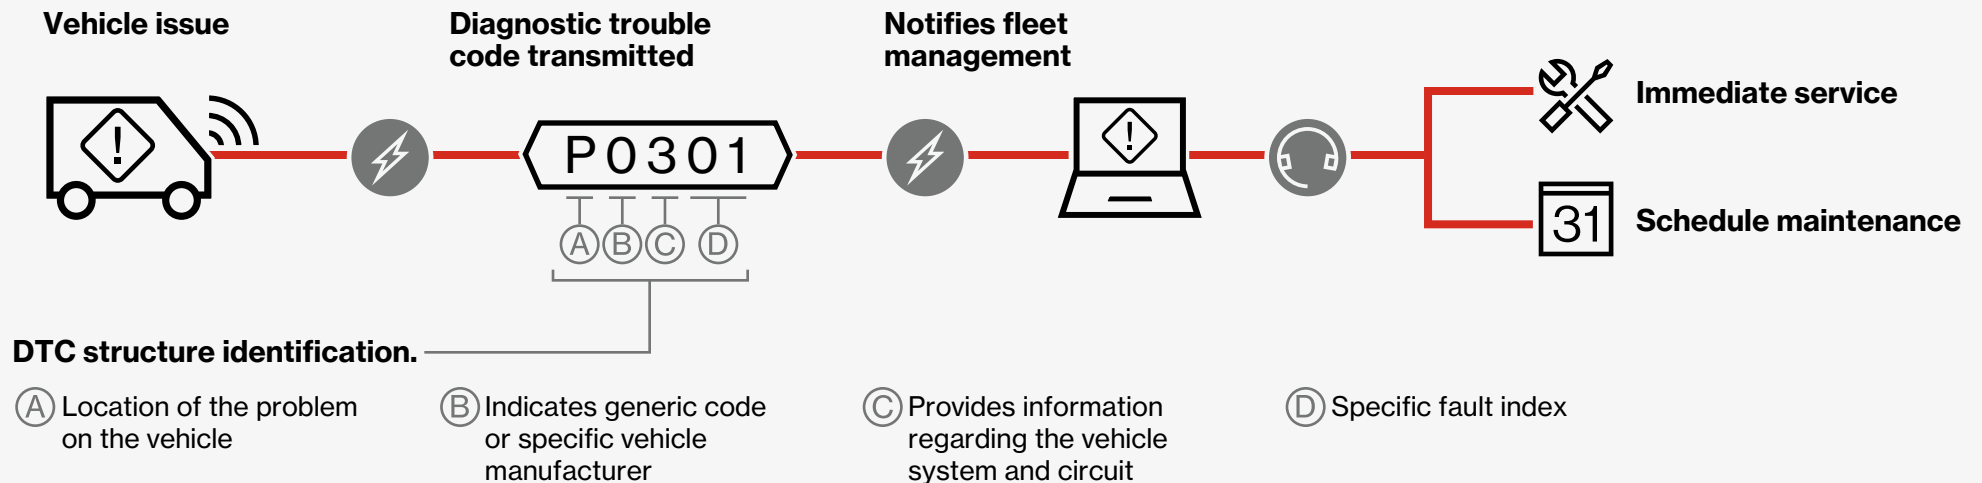 Vehicle issue
Diagnostic trouble
code transmitted
Notifies fleet
management
!
P0301
!
Immediate service
31
Schedule maintenance
A
B
C
D
DTC structure identification.
A Location of the problem
on the vehicle
B Indicates generic code
or specific vehicle
manufacturer
C Provides information
regarding the vehicle
system and circuit
D Specific fault index